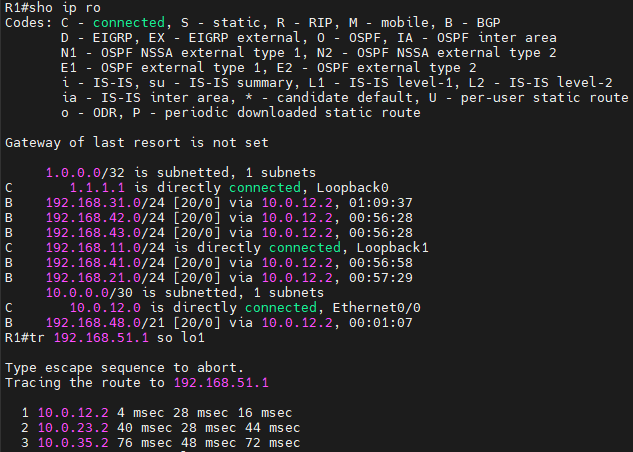 R1#sho ip ro
Codes: C - connected, S - static, R - RIP, M - mobile, B - BGP
       D - EIGRP, EX - EIGRP external, O - OSPF, IA - OSPF inter area
       N1 - OSPF NSSA external type 1, N2 - OSPF NSSA external type 2
       E1 - OSPF external type 1, E2 - OSPF external type 2
       i - IS-IS, su - IS-IS summary, L1 - IS-IS level-1, L2 - IS-IS level-2
       ia - IS-IS inter area, * - candidate default, U - per-user static route
       o - ODR, P - periodic downloaded static route
Gateway of last resort is not set
     1.0.0.0/32 is subnetted, 1 subnets
C       1.1.1.1 is directly connected, Loopback0
B    192.168.31.0/24 [20/0] via 10.0.12.2, 01:09:37
B    192.168.42.0/24 [20/0] via 10.0.12.2, 00:56:28
B    192.168.43.0/24 [20/0] via 10.0.12.2, 00:56:28
C    192.168.11.0/24 is directly connected, Loopback1
B    192.168.41.0/24 [20/0] via 10.0.12.2, 00:56:58
B    192.168.21.0/24 [20/0] via 10.0.12.2, 00:57:29
     10.0.0.0/30 is subnetted, 1 subnets
C       10.0.12.0 is directly connected, Ethernet0/0
B    192.168.48.0/21 [20/0] via 10.0.12.2, 00:01:07
R1#tr 192.168.51.1 so lo1
Type escape sequence to abort.
Tracing the route to 192.168.51.1
  1 10.0.12.2 4 msec 28 msec 16 msec
  2 10.0.23.2 40 msec 28 msec 44 msec
  3 10.0.35.2 76 msec 48 msec 72 msec